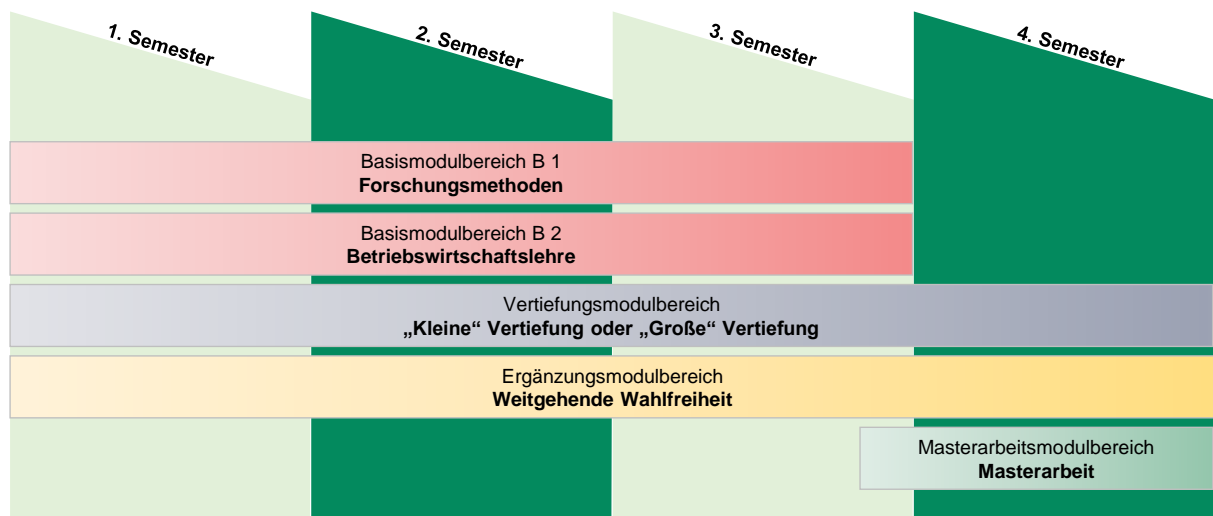 1. Semester
2. Semester
3. Semester
4. Semester
Basismodulbereich B 1
Forschungsmethoden
Basismodulbereich B 2
Betriebswirtschaftslehre
Vertiefungsmodulbereich
„Kleine“ Vertiefung oder „Große“ Vertiefung
Ergänzungsmodulbereich
Weitgehende Wahlfreiheit
Masterarbeitsmodulbereich
Masterarbeit